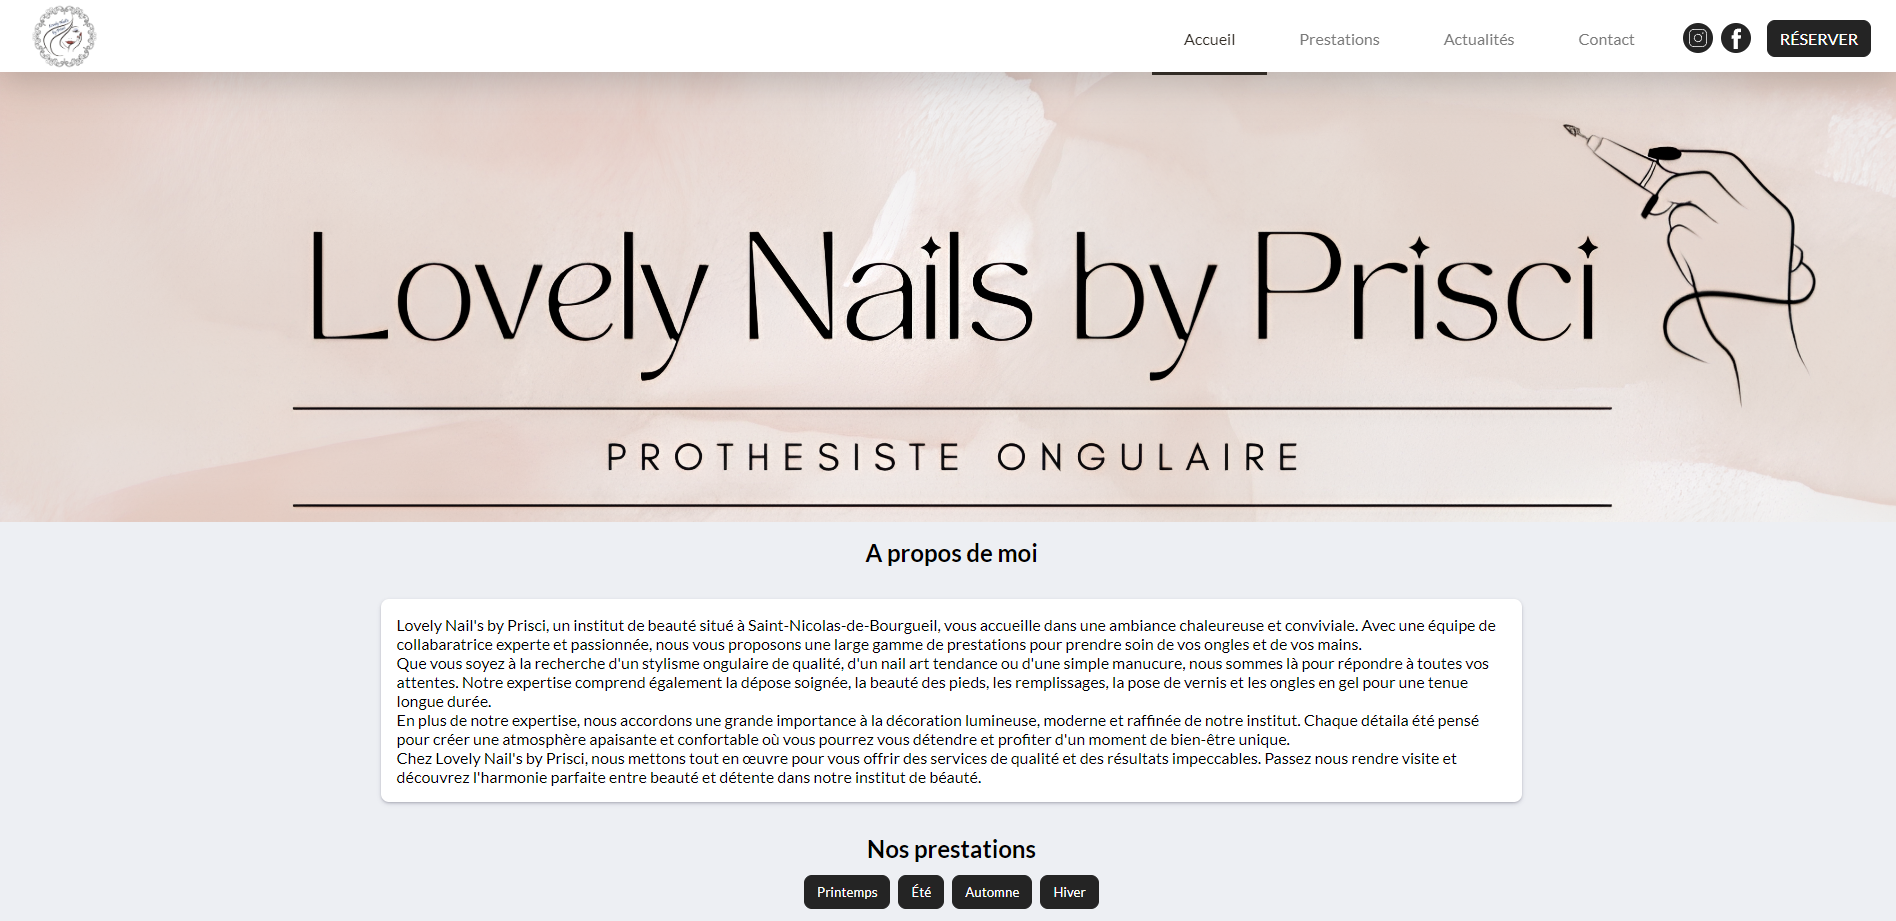 Accueil
Prestations
Actualités
Contact
RÉSERVER
Lovely Nails by Prisci
PROTHESISTE ONGULAIRE
A propos de moi
Lovely Nail's by Prisci, un institut de beauté situé à Saint-Nicolas-de-Bourgueil, vous accueille dans une ambiance chaleureuse et conviviale. Avec une équipe de
collabaratrice experte et passionnée, nous vous proposons une large gamme de prestations pour prendre soin de vos ongles et de vos mains.
Que vous soyez à la recherche d'un stylisme ongulaire de qualité, d'un nail art tendance ou d'une simple manucure, nous sommes là pour répondre à toutes vos
attentes. Notre expertise comprend également la dépose soignée, la beauté des pieds, les remplissages, la pose de vernis et les ongles en gel pour une tenue
longue durée.
En plus de notre expertise, nous accordons une grande importance à la décoration lumineuse, moderne et raffinée de notre institut. Chaque détaila été pensé
pour créer une atmosphère apaisante et confortable où vous pourrez vous détendre et profiter d'un moment de bien-être unique.
Chez Lovely Nail's by Prisci, nous mettons tout en œuvre pour vous offrir des services de qualité et des résultats impeccables. Passez nous rendre visite et
découvrez l'harmonie parfaite entre beauté et détente dans notre institut de béauté.
Nos prestations
Printemps
Été
Automne
Hiver